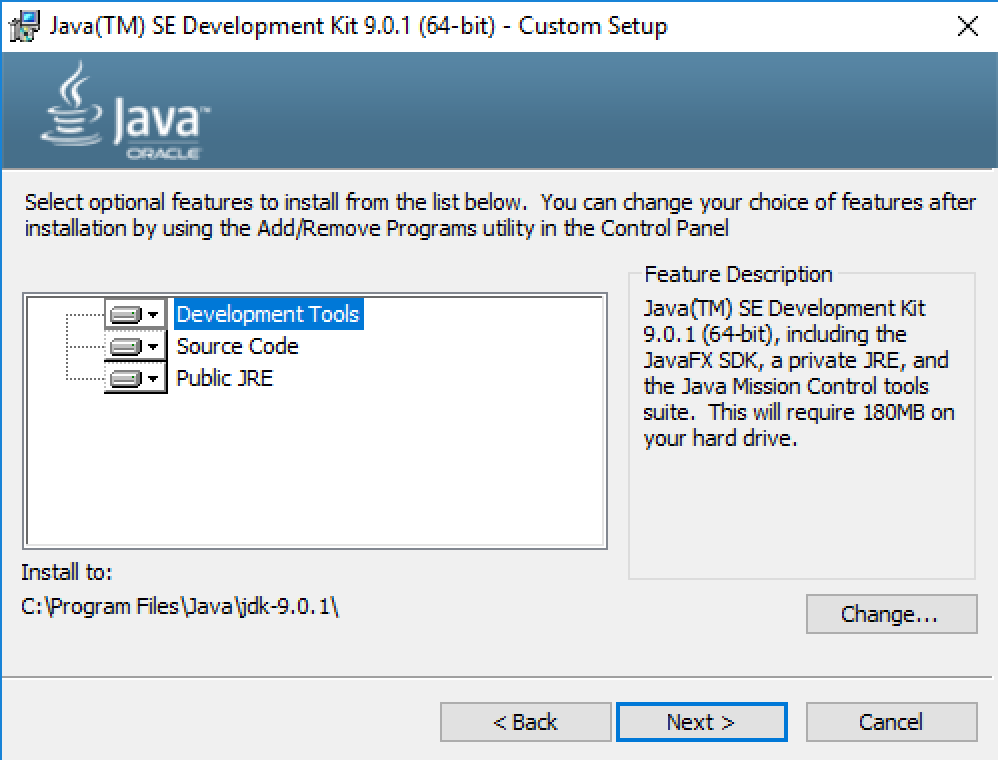 Java(TM) SE Development Kit 9.0.1 (64-bit) - Custom Setup
Java™
ORACLE
Select optional features to install from the list below.  You can change your choice of features after
installation by using the Add/Remove Programs utility in the Control Panel
Development Tools
Source Code
Public JRE
Feature Description
Java(TM) SE Development Kit
9.0.1 (64-bit), including the
JavaFX SDK, a private JRE, and
the Java Mission Control tools
suite.  This will require 180MB on
your hard drive.
Install to:
C:\Program Files\Java\jdk-9.0.1\
Change...
< Back
Next >
Cancel